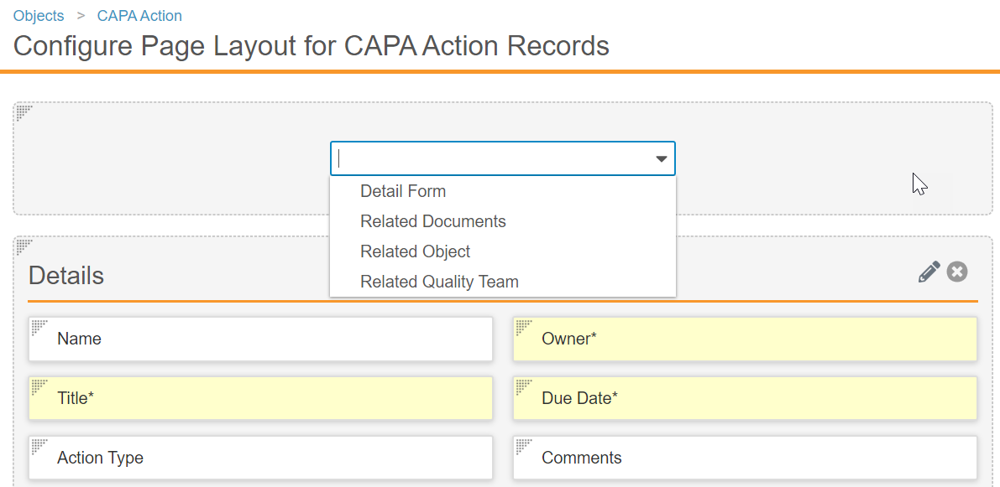 Objects > CAPA Action
Configure Page Layout for CAPA Action Records
Detail Form
Related Documents
Related Object
Related Quality Team
Details
Name
Owner*
Title*
Due Date*
Action Type
Comments